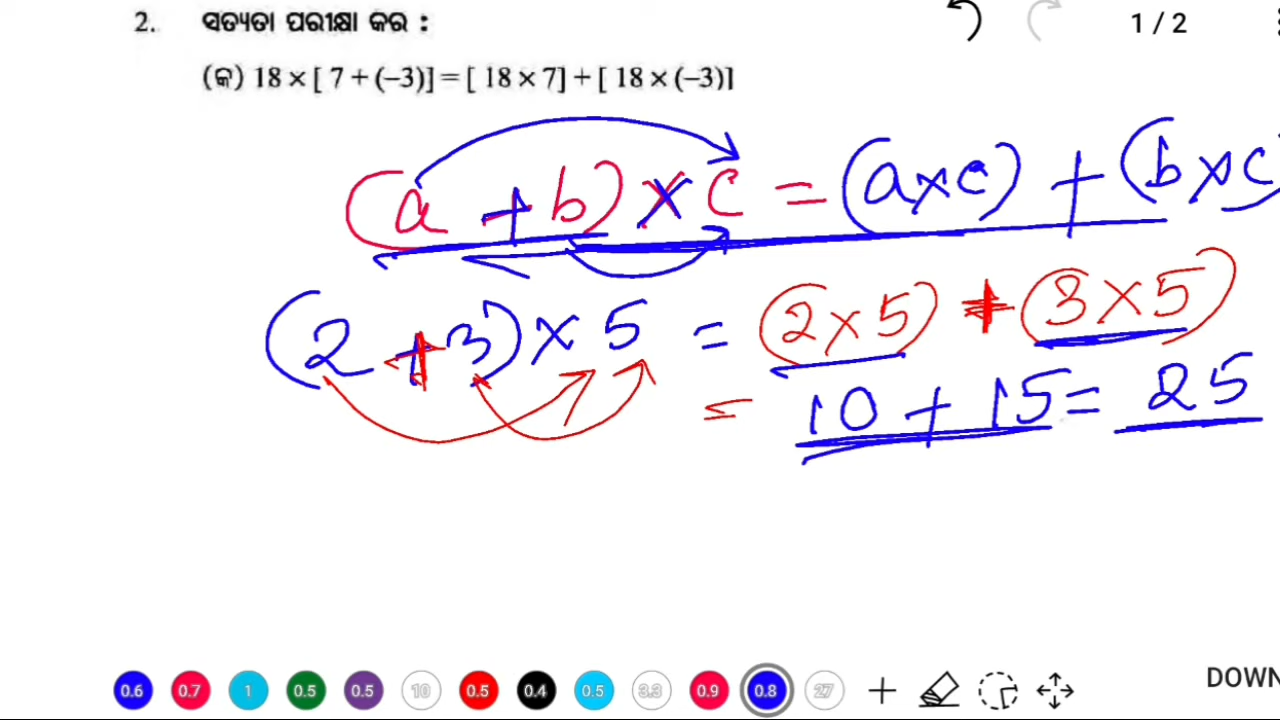 2. ସତ୍ୟତା ପରୀକ୍ଷା କର :
1 / 2
(କ) 18 × [ 7 + (–3)] = [ 18 × 7] + [ 18 × (–3)]
(a + b) × c = (a×c) + (b×c)
(2 + 3) × 5 = (2×5) + (3×5)
= 10 + 15 = 25
0.6 0.7 1 0.5 0.5 10 0.5 0.4 0.5 3.3 0.9 0.8 27
DOWN